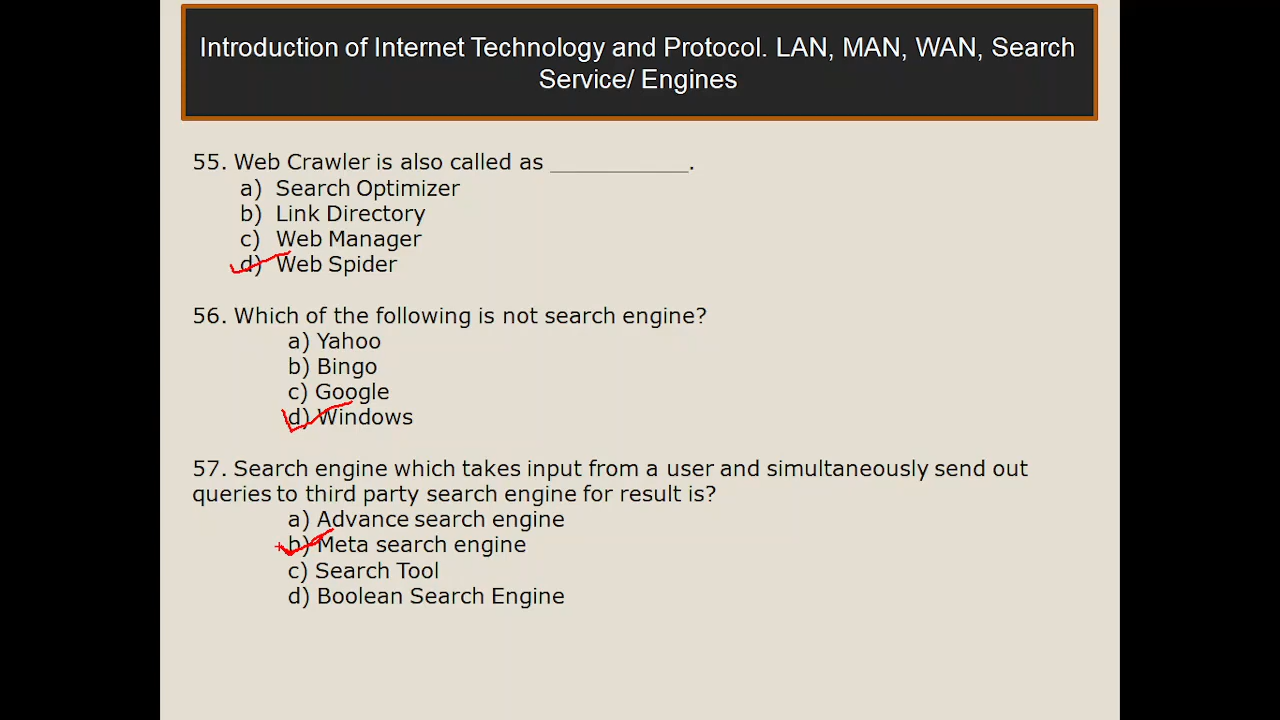 Introduction of Internet Technology and Protocol. LAN, MAN, WAN, Search
Service/ Engines
55. Web Crawler is also called as ____________.
a) Search Optimizer
b) Link Directory
c) Web Manager
d) Web Spider
56. Which of the following is not search engine?
a) Yahoo
b) Bingo
c) Google
d) Windows
57. Search engine which takes input from a user and simultaneously send out
queries to third party search engine for result is?
a) Advance search engine
b) Meta search engine
c) Search Tool
d) Boolean Search Engine